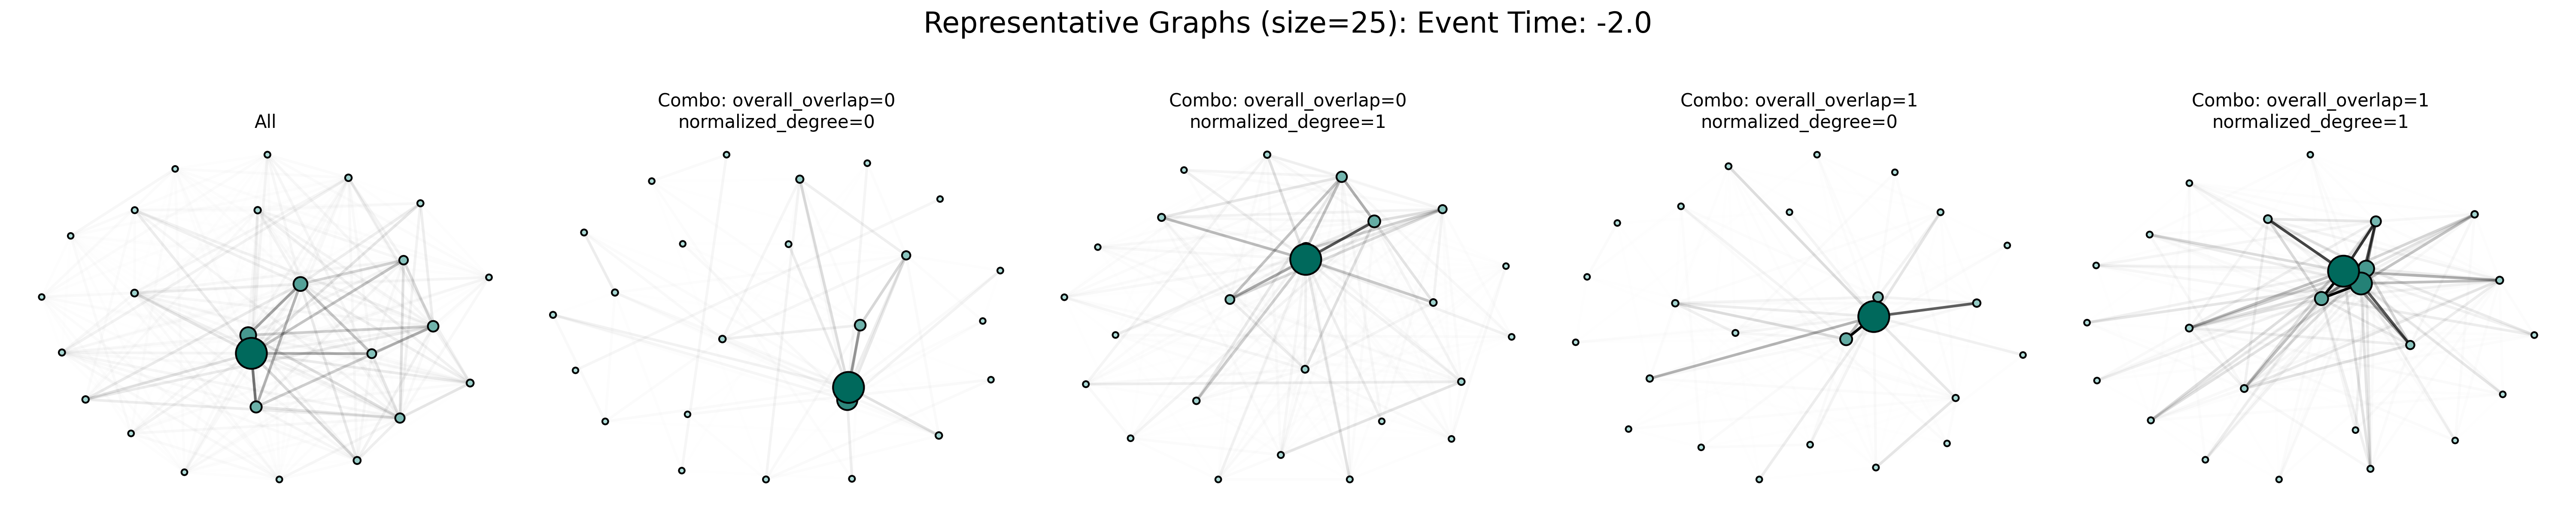 Representative Graphs (size=25): Event Time: -2.0
All
Combo: overall_overlap=0
normalized_degree=0
Combo: overall_overlap=0
normalized_degree=1
Combo: overall_overlap=1
normalized_degree=0
Combo: overall_overlap=1
normalized_degree=1